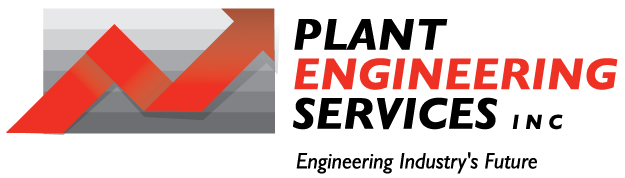 PLANT
ENGINEERING
SERVICES INC
Engineering Industry's Future